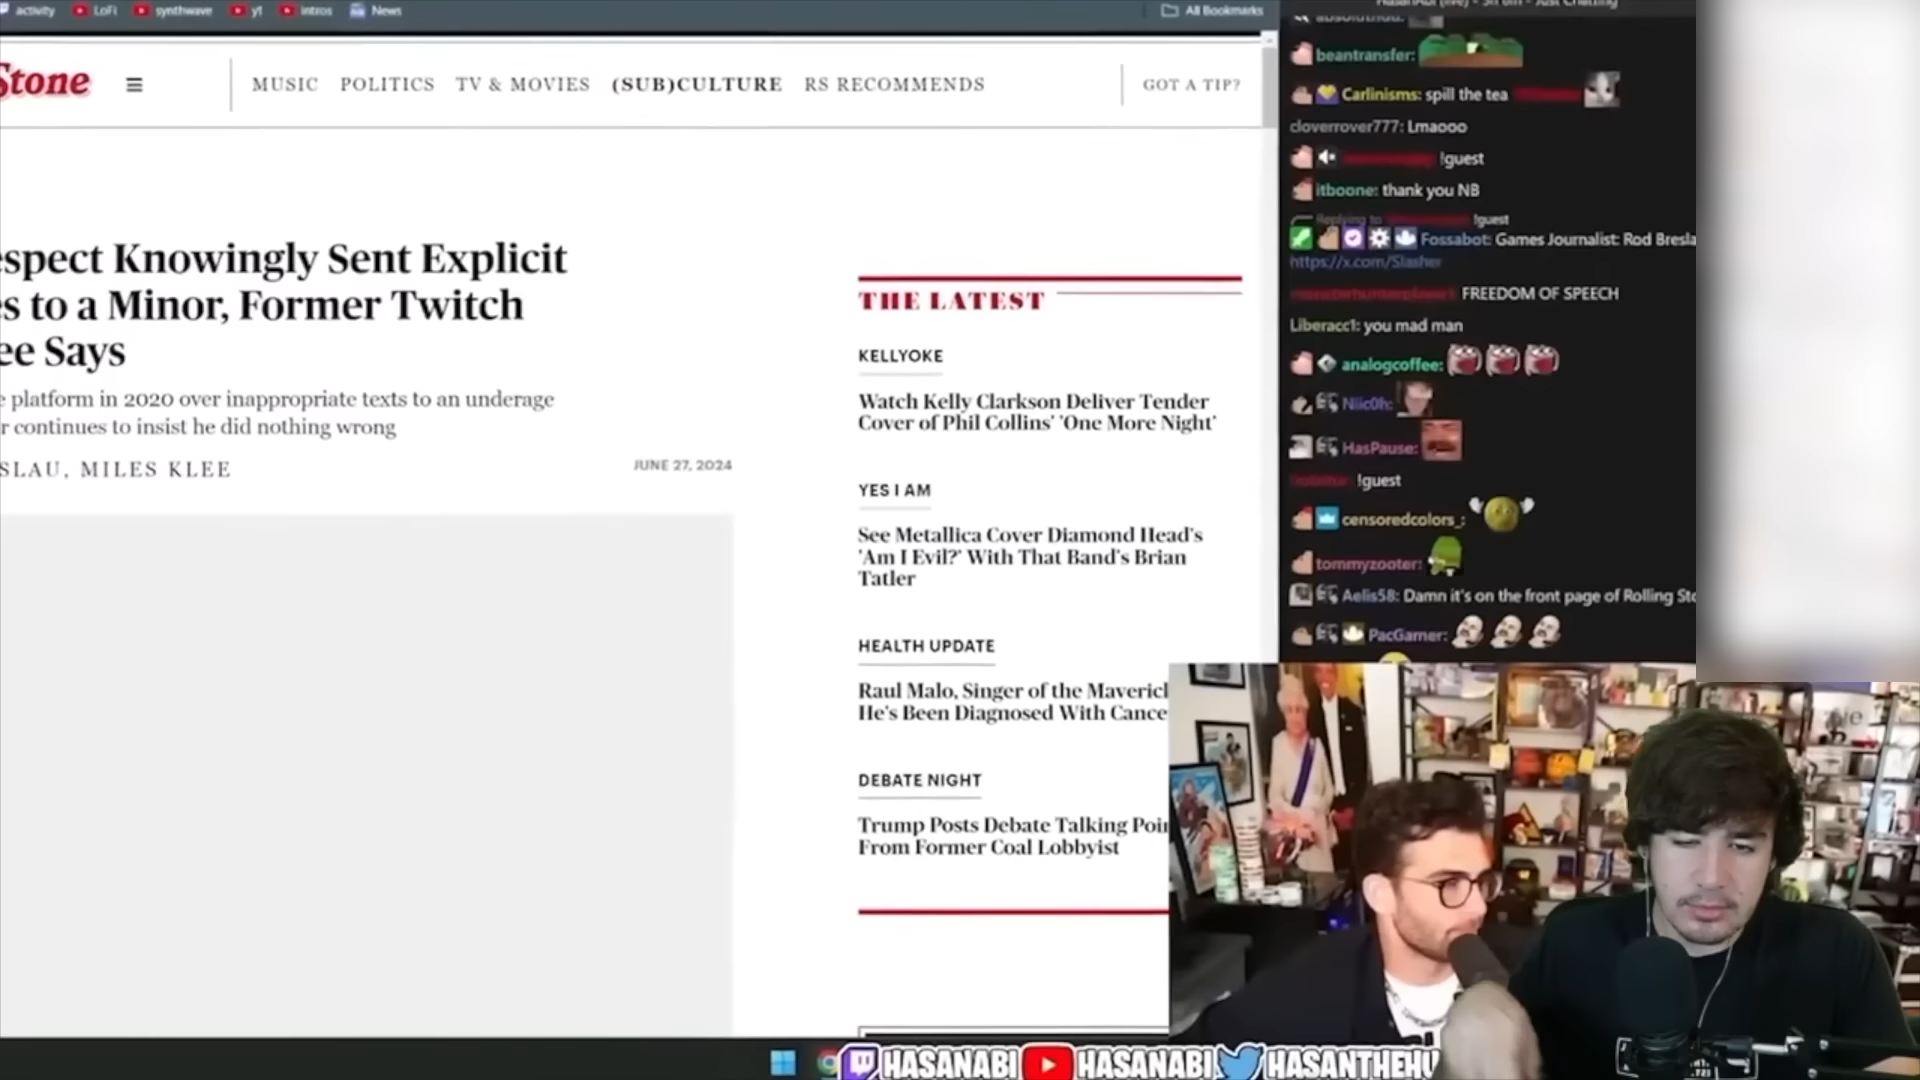 activity LoFi synthwave yt intros News All Bookmarks
Stone
MUSIC POLITICS TV & MOVIES (SUB)CULTURE RS RECOMMENDS GOT A TIP?
espect Knowingly Sent Explicit
es to a Minor, Former Twitch
ee Says
e platform in 2020 over inappropriate texts to an underage
r continues to insist he did nothing wrong
SLAU, MILES KLEE
JUNE 27, 2024
THE LATEST
KELLYOKE
Watch Kelly Clarkson Deliver Tender
Cover of Phil Collins' 'One More Night'
YES I AM
See Metallica Cover Diamond Head's
'Am I Evil?' With That Band's Brian
Tatler
HEALTH UPDATE
Raul Malo, Singer of the Maverick
He's Been Diagnosed With Cance
DEBATE NIGHT
Trump Posts Debate Talking Poin
From Former Coal Lobbyist
beantransfer:
Carlinisms: spill the tea
cloverrover777: Lmaooo
!guest
itboone: thank you NB
Replying to !guest
Fossabot: Games Journalist: Rod Bresla
https://x.com/Slasher
FREEDOM OF SPEECH
Liberacc1: you mad man
analogcoffee:
Niic0h:
HasPause:
!guest
censoredcolors_:
tommyzooter:
Aelis58: Damn it's on the front page of Rolling Sto
PacGamer:
HASANABI HASANABI HASANTHEHU